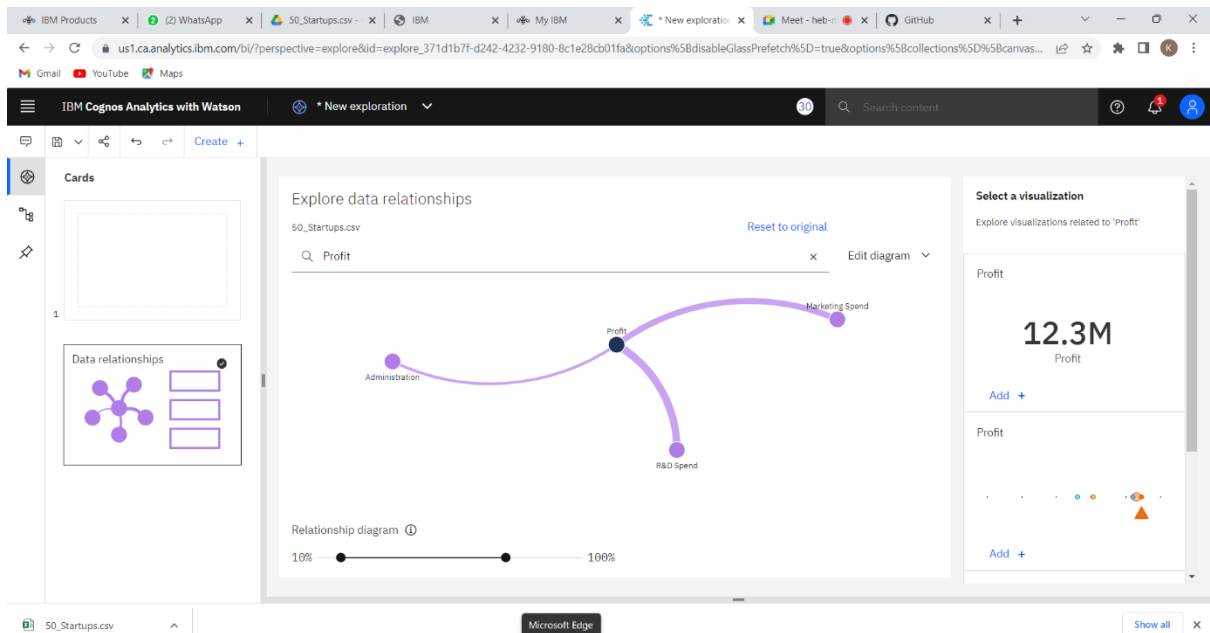 IBM Products
(2) WhatsApp
50_Startups.csv -
IBM
My IBM
* New exploration
Meet - heb-n
GitHub
us1.ca.analytics.ibm.com/bi/?perspective=explore&id=explore_371d1b7f-d242-4232-9180-8c1e28cb01fa&options%5BdisableGlassPrefetch%5D=true&options%5Bcollections%5D%5Bcanvas...
K
Gmail
YouTube
Maps
IBM Cognos Analytics with Watson
* New exploration
30
Search content
1
Create +
Cards
1
Data relationships
Explore data relationships
50_Startups.csv
Reset to original
Profit
Edit diagram
Marketing Spend
Profit
Administration
R&D Spend
Relationship diagram
10%
100%
Select a visualization
Explore visualizations related to 'Profit'
Profit
12.3M
Profit
Add +
Profit
Add +
50_Startups.csv
Microsoft Edge
Show all